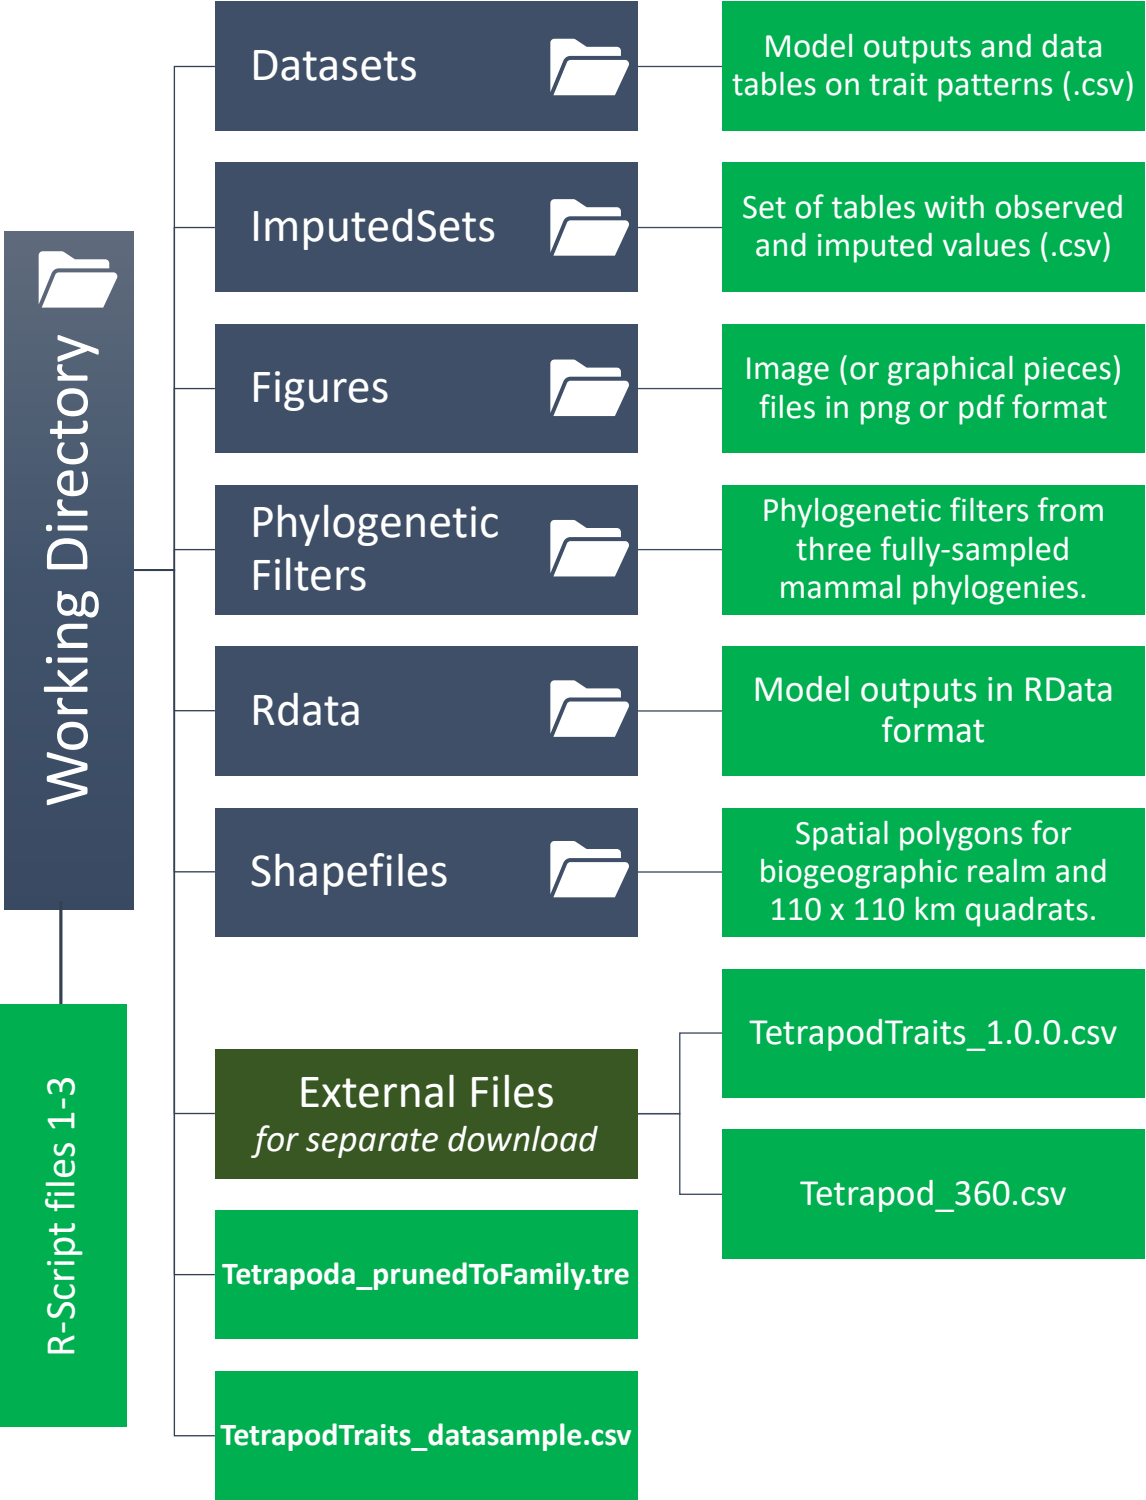 Working Directory
R-Script files 1-3
Datasets
Model outputs and data
tables on trait patterns (.csv)
ImputedSets
Set of tables with observed
and imputed values (.csv)
Figures
Image (or graphical pieces)
files in png or pdf format
Phylogenetic
Filters
Phylogenetic filters from
three fully-sampled
mammal phylogenies.
Rdata
Model outputs in RData
format
Shapefiles
Spatial polygons for
biogeographic realm and
110 x 110 km quadrats.
External Files
for separate download
TetrapodTraits_1.0.0.csv
Tetrapod_360.csv
Tetrapoda_prunedToFamily.tre
TetrapodTraits_datasample.csv